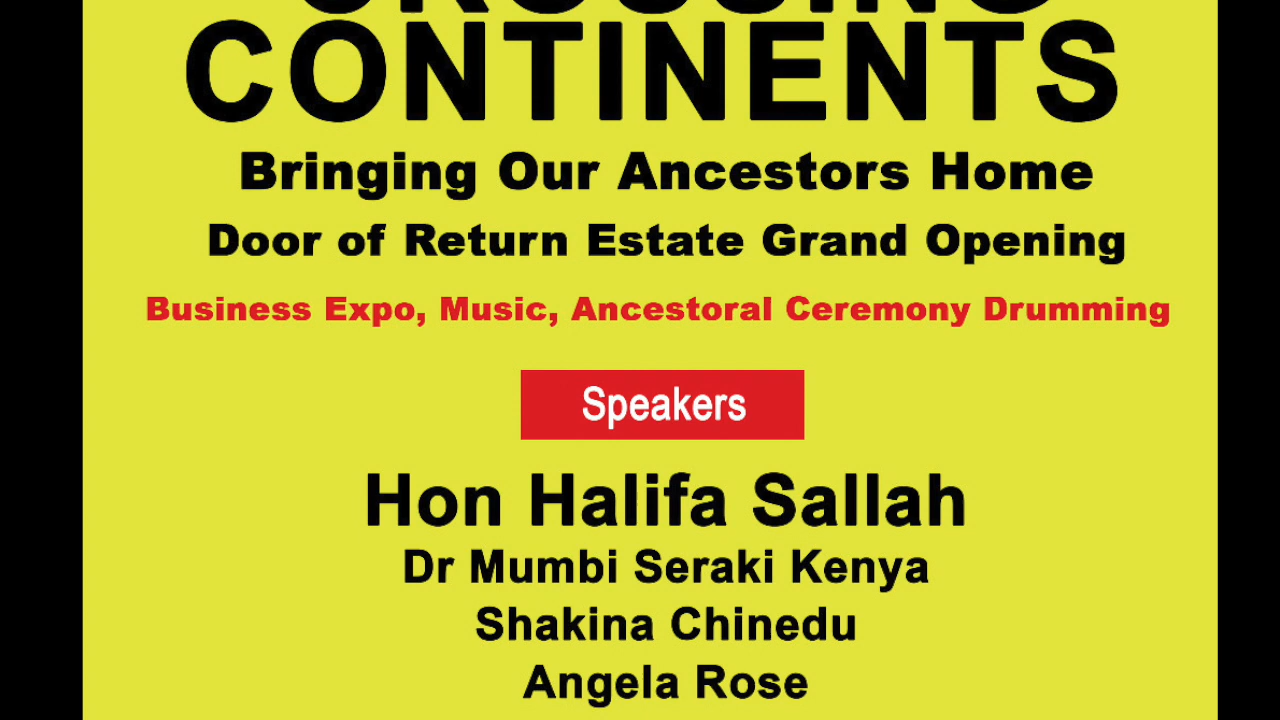 CROSSING
CONTINENTS
Bringing Our Ancestors Home
Door of Return Estate Grand Opening
Business Expo, Music, Ancestoral Ceremony Drumming
Speakers
Hon Halifa Sallah
Dr Mumbi Seraki Kenya
Shakina Chinedu
Angela Rose